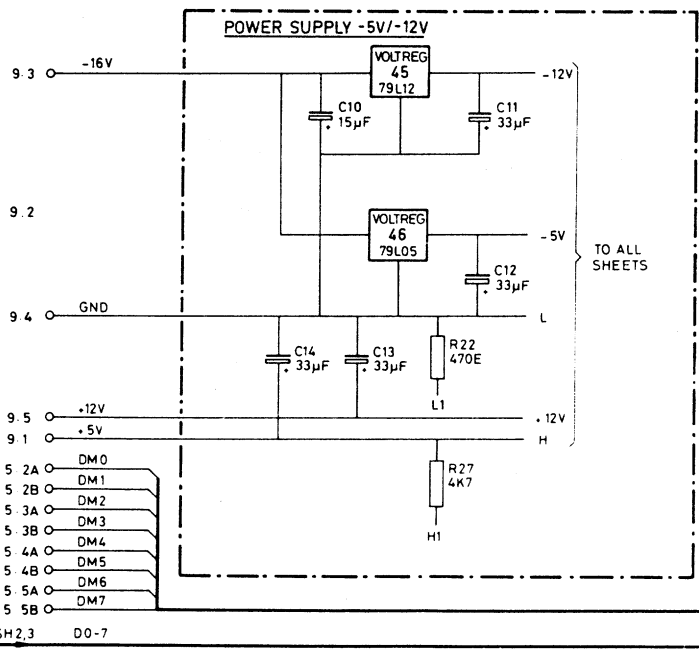 POWER SUPPLY -5V/-12V
9.3 -16V
VOLTREG
45
79L12
-12V
C10
15µF
+
C11
33µF
+
9.2
VOLTREG
46
79L05
-5V
TO ALL
SHEETS
C12
33µF
+
9.4 GND
L
C14
33µF
+
C13
33µF
+
R22
470E
L1
9.5 +12V
+12V
9.1 +5V
H
R27
4K7
H1
5.2A DM0
5.2B DM1
5.3A DM2
5.3B DM3
5.4A DM4
5.4B DM5
5.5A DM6
5.5B DM7
SH2,3 D0-7